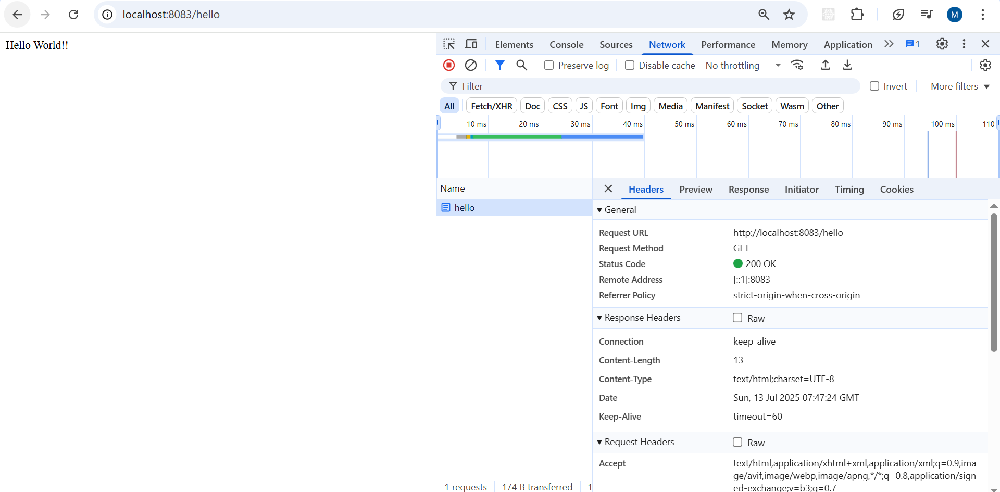 localhost:8083/hello
M
Hello World!!
Elements Console Sources Network Performance Memory Application 1
Preserve log Disable cache No throttling
Filter Invert More filters
All Fetch/XHR Doc CSS JS Font Img Media Manifest Socket Wasm Other
10 ms 20 ms 30 ms 40 ms 50 ms 60 ms 70 ms 80 ms 90 ms 100 ms 110
Name
hello
Headers Preview Response Initiator Timing Cookies
General
Request URL http://localhost:8083/hello
Request Method GET
Status Code 200 OK
Remote Address [::1]:8083
Referrer Policy strict-origin-when-cross-origin
Response Headers Raw
Connection keep-alive
Content-Length 13
Content-Type text/html;charset=UTF-8
Date Sun, 13 Jul 2025 07:47:24 GMT
Keep-Alive timeout=60
Request Headers Raw
Accept text/html,application/xhtml+xml,application/xml;q=0.9,ima
ge/avif,image/webp,image/apng,*/*;q=0.8,application/sign
ed-exchange;v=b3;q=0.7
1 requests 174 B transferred 1